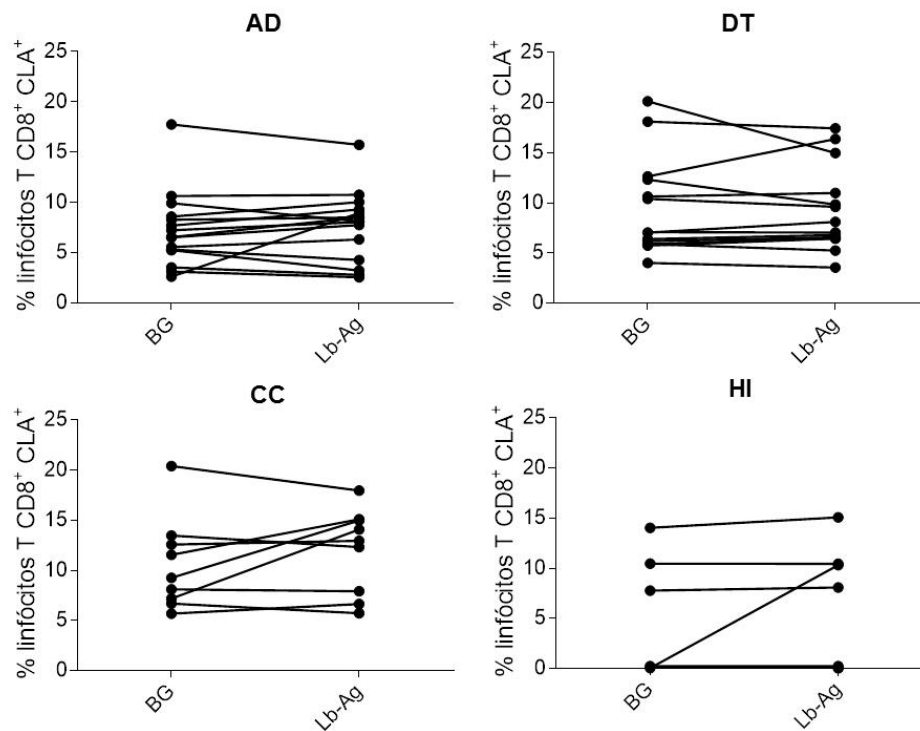 AD
% linfócitos T CD8⁺ CLA⁺
25
20
15
10
5
0
BG
Lb-Ag
DT
% linfócitos T CD8⁺ CLA⁺
25
20
15
10
5
0
BG
Lb-Ag
CC
% linfócitos T CD8⁺ CLA⁺
25
20
15
10
5
0
BG
Lb-Ag
HI
% linfócitos T CD8⁺ CLA⁺
25
20
15
10
5
0
BG
Lb-Ag